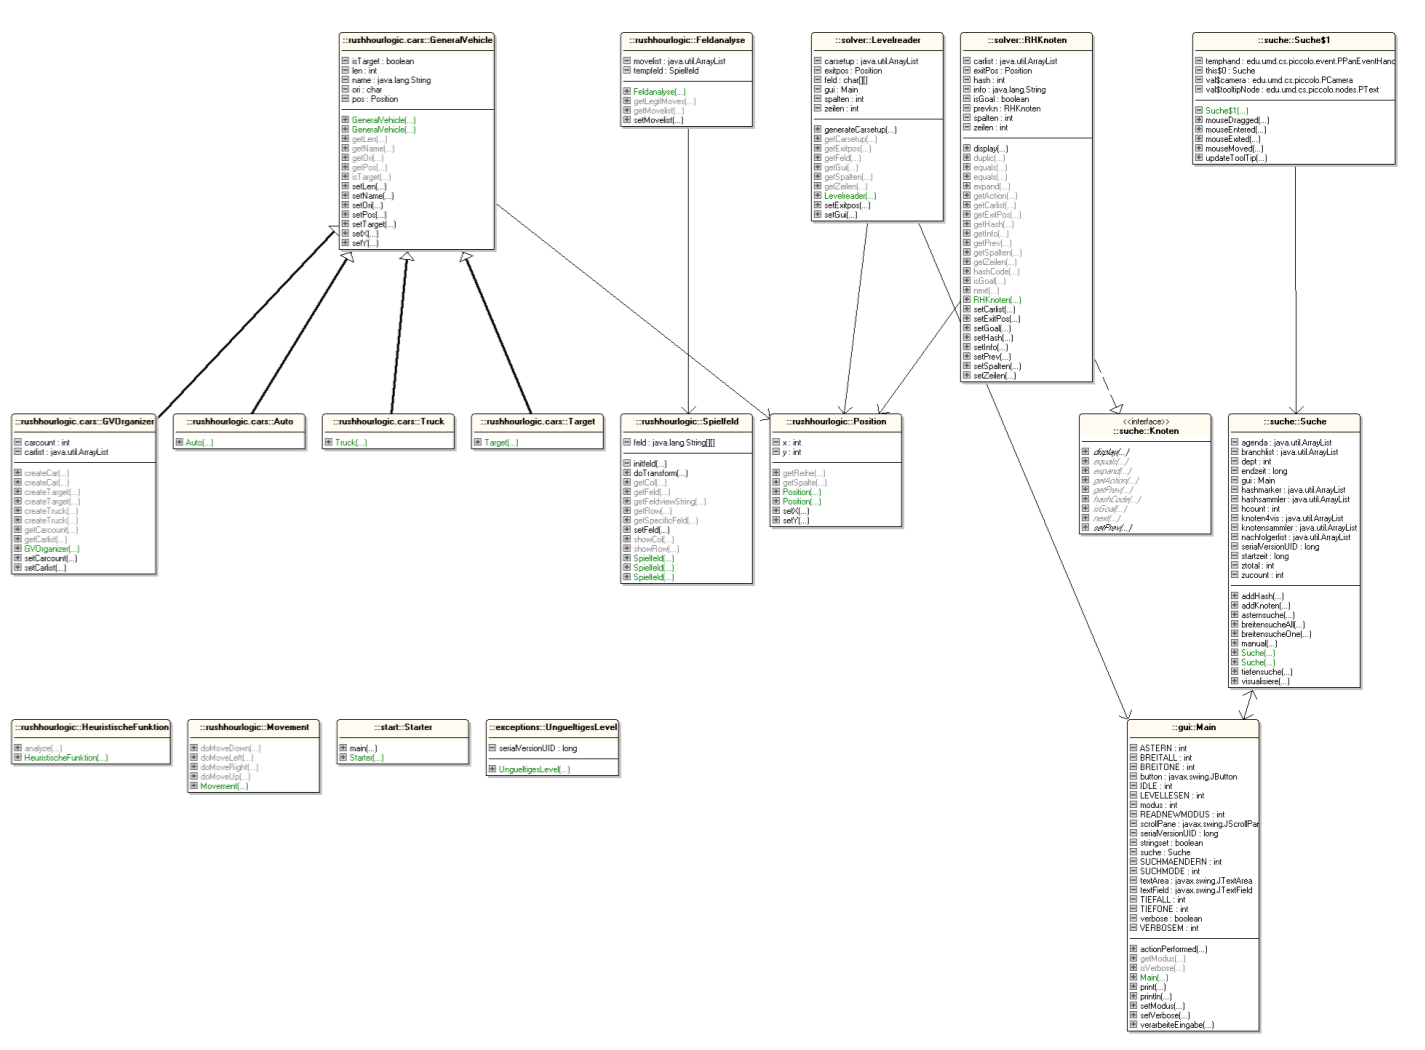 ::rushhourlogic.cars::GeneralVehicle
isTarget : boolean
len : int
name : java.lang.String
ori : char
pos : Position
GeneralVehicle(...)
GeneralVehicle(...)
getLen(...)
getName(...)
getOri(...)
getPos(...)
isTarget(...)
setLen(...)
setName(...)
setOri(...)
setPos(...)
setTarget(...)
setX(...)
setY(...)
::rushhourlogic::Feldanalyse
movelist : java.util.ArrayList
tempfeld : Spielfeld
Feldanalyse(...)
getLegitMoves(...)
getMovelist(...)
setMovelist(...)
::solver::Levelreader
carsetup : java.util.ArrayList
exitpos : Position
feld : char[][]
gui : Main
spalten : int
zeilen : int
generateCarsetup(...)
getCarsetup(...)
getExitpos(...)
getFeld(...)
getGui(...)
getSpalten(...)
getZeilen(...)
Levelreader(...)
setExitpos(...)
setGui(...)
::solver::RHKnoten
carlist : java.util.ArrayList
exitPos : Position
hash : int
info : java.lang.String
isGoal : boolean
prevkn : RHKnoten
spalten : int
zeilen : int
display(...)
duplic(...)
equals(...)
equals(...)
expand(...)
getAction(...)
getCarlist(...)
getExitPos(...)
getHash(...)
getInfo(...)
getPrev(...)
getSpalten(...)
getZeilen(...)
hashCode(...)
isGoal(...)
next(...)
RHKnoten(...)
setCarlist(...)
setExitPos(...)
setGoal(...)
setHash(...)
setInfo(...)
setPrev(...)
setSpalten(...)
setZeilen(...)
::suche::Suche$1
temphand : edu.umd.cs.piccolo.event.PPanEventHanc
this$0 : Suche
val$camera : edu.umd.cs.piccolo.PCamera
val$tooltipNode : edu.umd.cs.piccolo.nodes.PText
Suche$1(...)
mouseDragged(...)
mouseEntered(...)
mouseExited(...)
mouseMoved(...)
updateToolTip(...)
::rushhourlogic.cars::GVOrganizer
carcount : int
carlist : java.util.ArrayList
createCar(...)
createCar(...)
createTarget(...)
createTarget(...)
createTruck(...)
createTruck(...)
getCarcount(...)
getCarlist(...)
GVOrganizer(...)
setCarcount(...)
setCarlist(...)
::rushhourlogic.cars::Auto
Auto(...)
::rushhourlogic.cars::Truck
Truck(...)
::rushhourlogic.cars::Target
Target(...)
::rushhourlogic::Spielfeld
feld : java.lang.String[][]
initfeld(...)
doTransform(...)
getCol(...)
getFeld(...)
getFeldviewString(...)
getRow(...)
getSpecificFeld(...)
setFeld(...)
showCol(...)
showRow(...)
Spielfeld(...)
Spielfeld(...)
Spielfeld(...)
::rushhourlogic::Position
x : int
y : int
getReihe(...)
getSpalte(...)
Position(...)
Position(...)
setX(...)
setY(...)
<<interface>>
::suche::Knoten
display(...)
equals(...)
expand(...)
getAction(...)
getPrev(...)
hashCode(...)
isGoal(...)
next(...)
setPrev(...)
::suche::Suche
agenda : java.util.ArrayList
branchlist : java.util.ArrayList
dept : int
endzeit : long
gui : Main
hashmarker : java.util.ArrayList
hashsammler : java.util.ArrayList
hcount : int
knoten4vis : java.util.ArrayList
knotensammler : java.util.ArrayList
nachfolgerlist : java.util.ArrayList
serialVersionUID : long
startzeit : long
ztotal : int
zucount : int
addHash(...)
addKnoten(...)
asternsuche(...)
breitensucheAll(...)
breitensucheOne(...)
manual(...)
Suche(...)
Suche(...)
tiefensuche(...)
visualisiere(...)
::rushhourlogic::HeuristischeFunktion
analyze(...)
HeuristischeFunktion(...)
::rushhourlogic::Movement
doMoveDown(...)
doMoveLeft(...)
doMoveRight(...)
doMoveUp(...)
Movement(...)
::start::Starter
main(...)
Starter(...)
::exceptions::UngueltigesLevel
serialVersionUID : long
UngueltigesLevel(...)
::gui::Main
ASTERN : int
BREITALL : int
BREITONE : int
button : javax.swing.JButton
IDLE : int
LEVELLESEN : int
modus : int
READNEWMODUS : int
scrollPane : javax.swing.JScrollPar
serialVersionUID : long
stringset : boolean
suche : Suche
SUCHMAENDERN : int
SUCHMODE : int
textArea : javax.swing.JTextArea
textField : javax.swing.JTextField
TIEFALL : int
TIEFONE : int
verbose : boolean
VERBOSEM : int
actionPerformed(...)
getModus(...)
isVerbose(...)
Main(...)
print(...)
println(...)
setModus(...)
setVerbose(...)
verarbeiteEingabe(...)